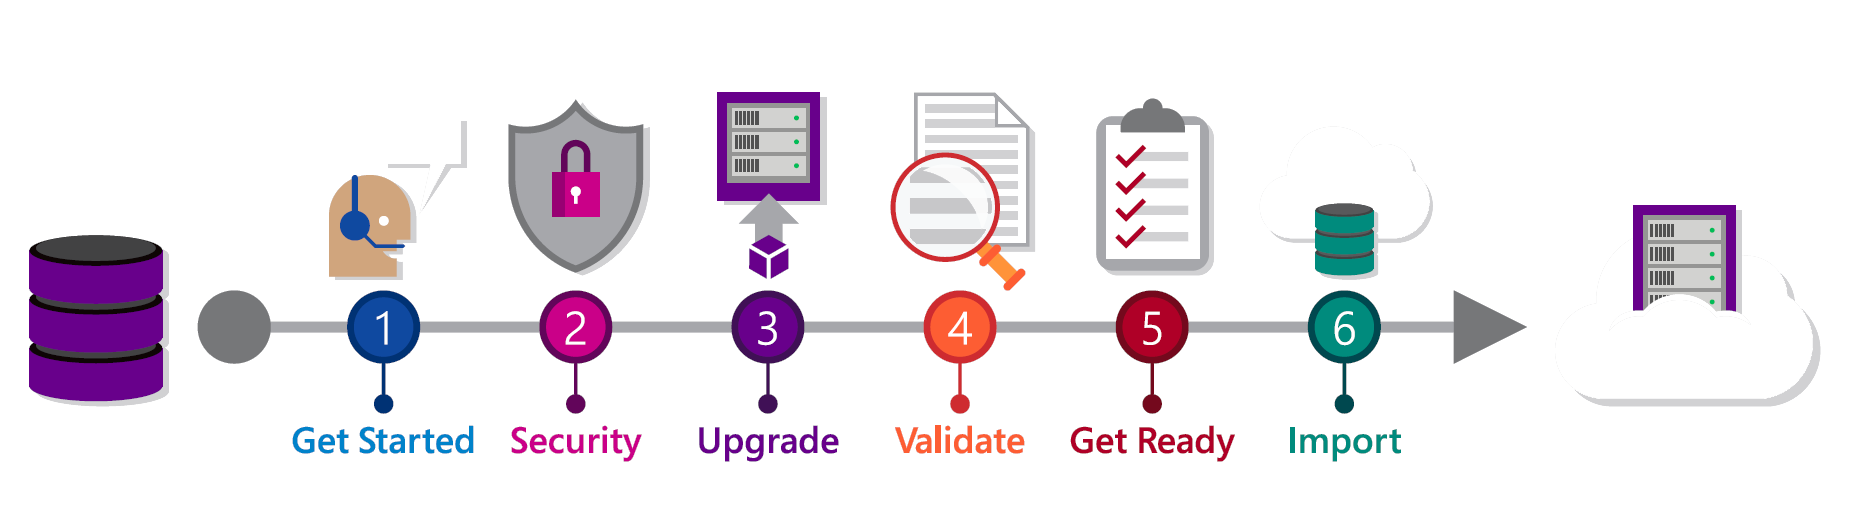 1 2 3 4 5 6
Get Started Security Upgrade Validate Get Ready Import